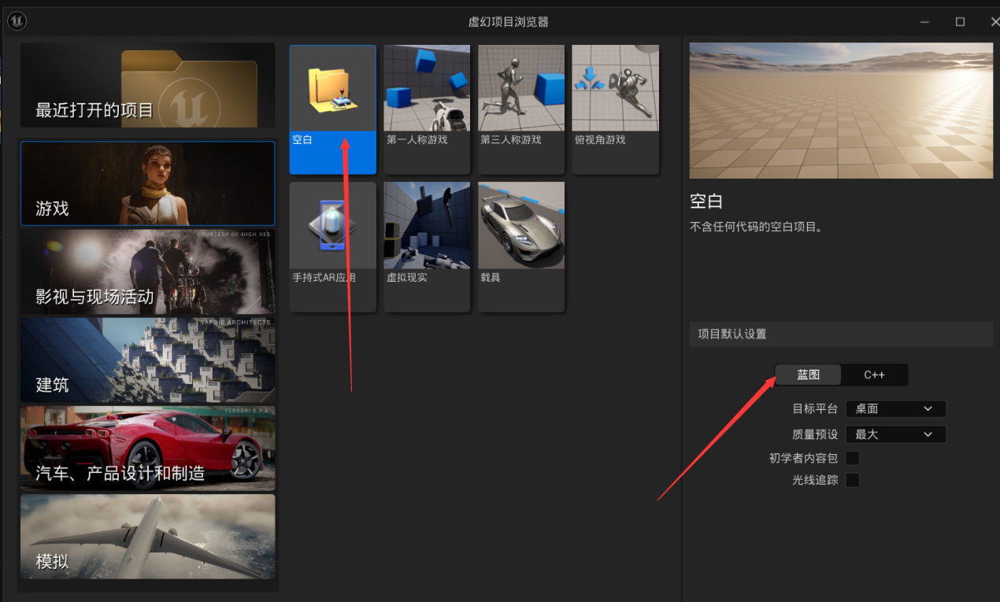 虚幻项目浏览器
最近打开的项目
游戏
COURTESY OF HIGH RES
影视与现场活动
SAFDIE ARCHITECTS
建筑
FERRARI S.P.A
汽车、产品设计和制造
模拟
空白
第一人称游戏
第三人称游戏
俯视角游戏
手持式AR应用
虚拟现实
载具
空白
不含任何代码的空白项目。
项目默认设置
蓝图
C++
目标平台
桌面
质量预设
最大
初学者内容包
光线追踪